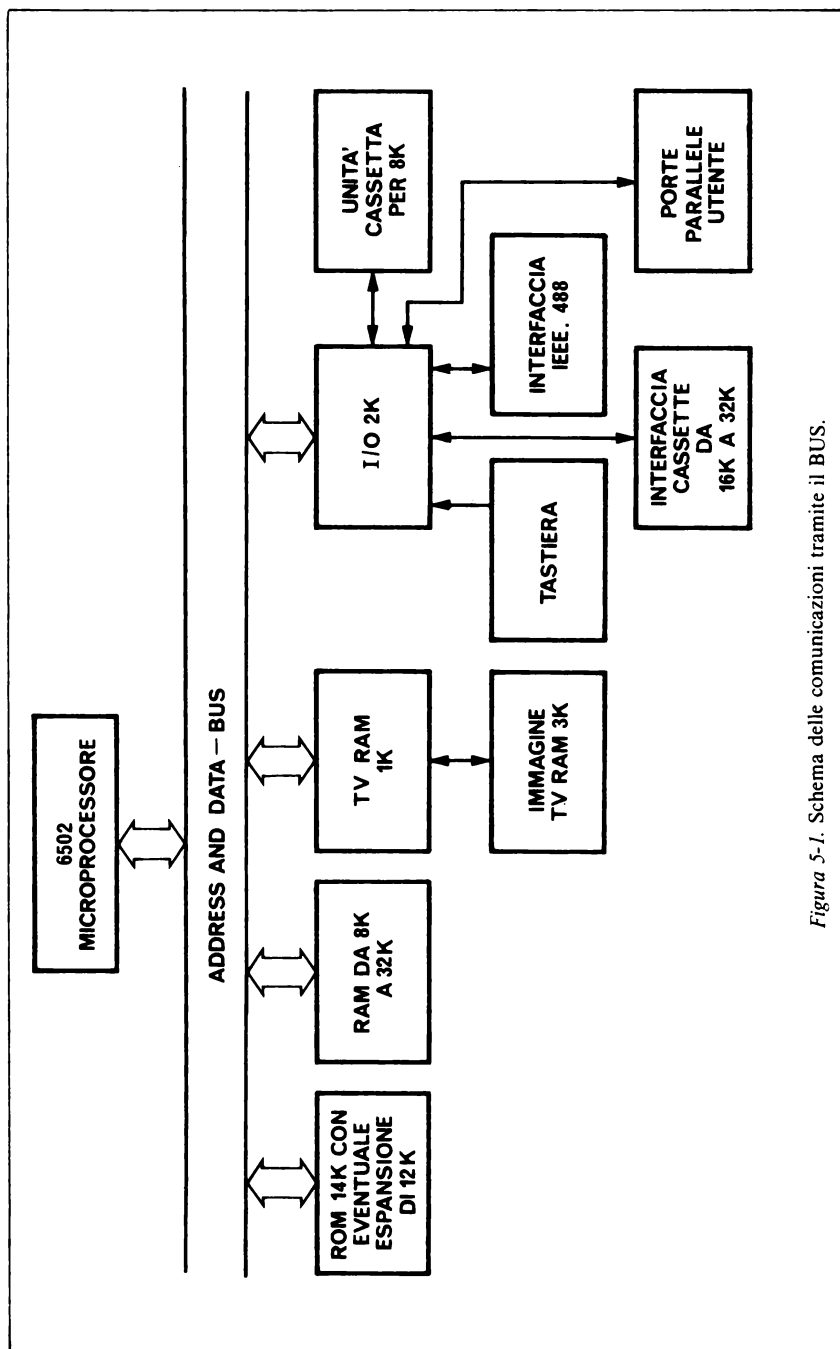 6502
MICROPROCESSORE
ADDRESS AND DATA — BUS
ROM 14K CON
EVENTUALE
ESPANSIONE
DI 12K
RAM DA 8K
A 32K
TV RAM
1K
I/O 2K
UNITA'
CASSETTA
PER 8K
IMMAGINE
T.V RAM 3K
TASTIERA
INTERFACCIA
IEEE. 488
INTERFACCIA
CASSETTE
DA
16K A 32K
PORTE
PARALLELE
UTENTE
Figura 5-1. Schema delle comunicazioni tramite il BUS.